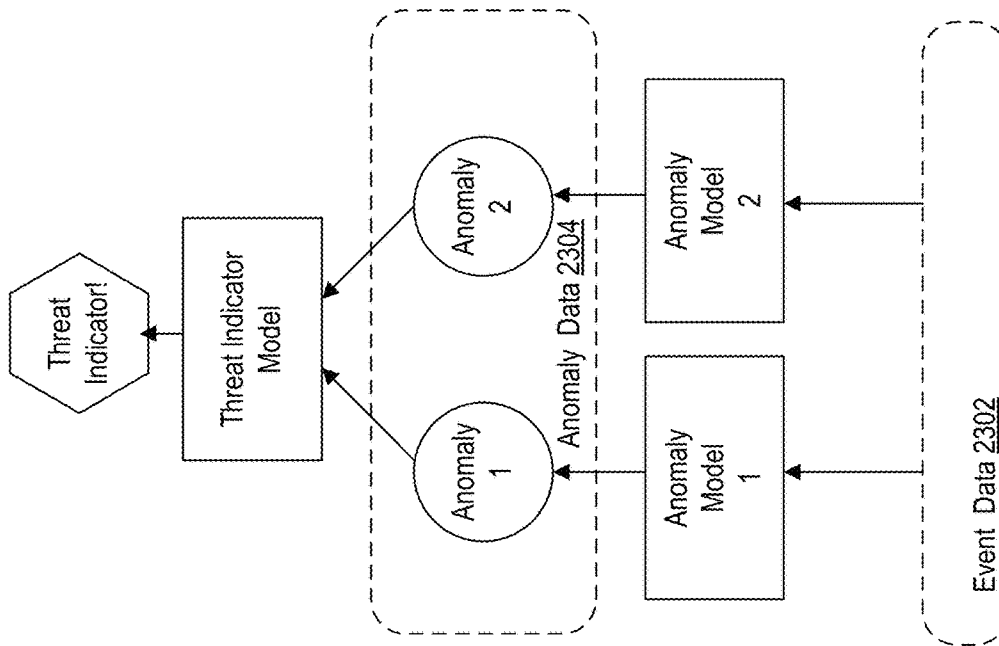 Threat
Indicator!
Threat Indicator
Model
Anomaly
1
Anomaly
2
Anomaly Data 2304
Anomaly
Model
1
Anomaly
Model
2
Event Data 2302